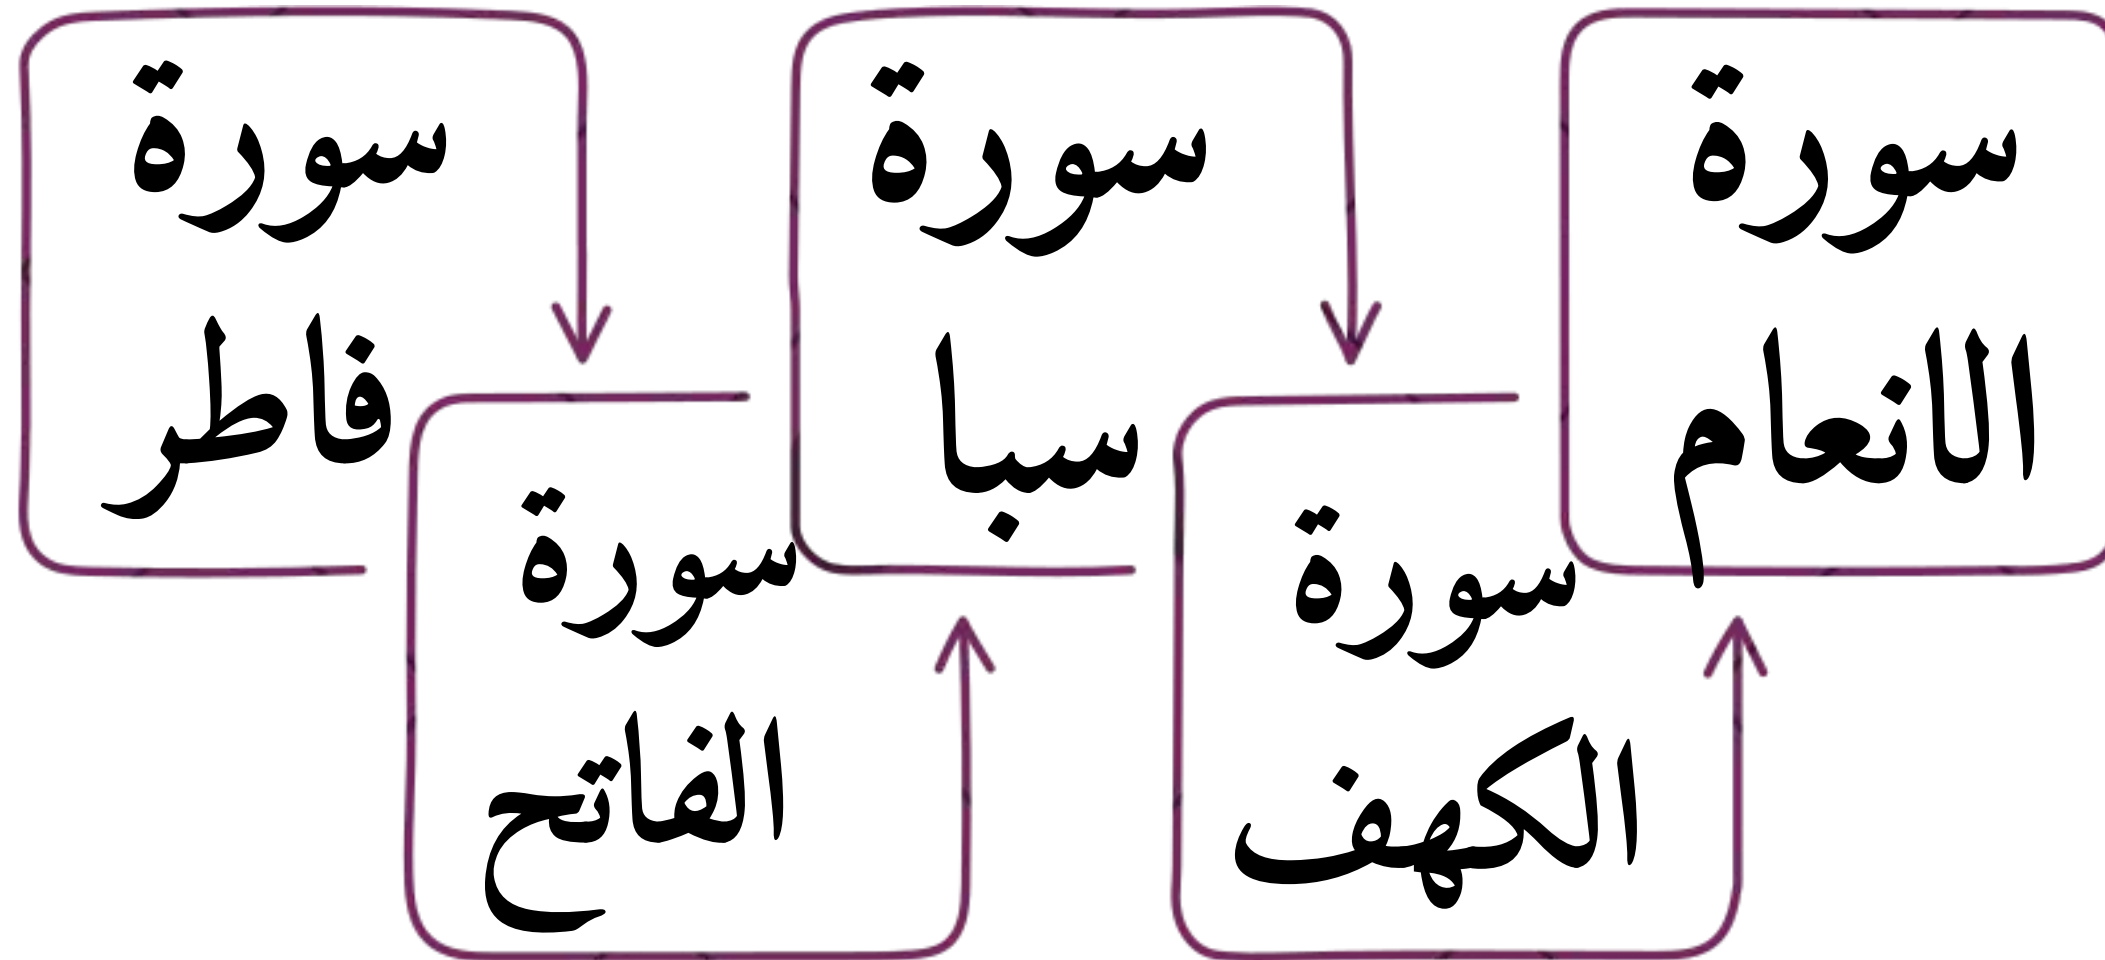 سورة
فاطر
سورة
الفاتح
سورة
سبا
سورة
الكهف
سورة
الانعام